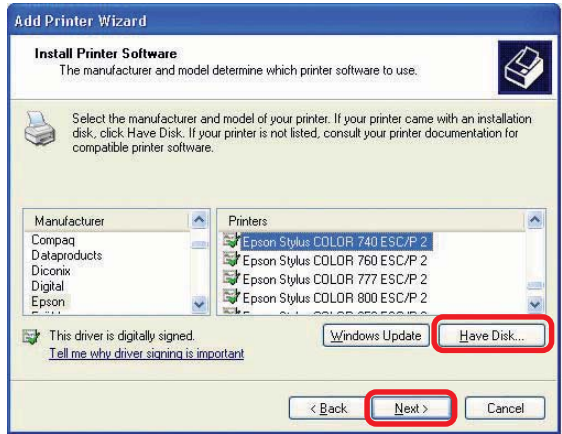 Add Printer Wizard
Install Printer Software
The manufacturer and model determine which printer software to use.
Select the manufacturer and model of your printer. If your printer came with an installation
disk, click Have Disk. If your printer is not listed, consult your printer documentation for
compatible printer software.
Manufacturer
Compaq
Dataproducts
Diconix
Digital
Epson
Printers
Epson Stylus COLOR 740 ESC/P 2
Epson Stylus COLOR 760 ESC/P 2
Epson Stylus COLOR 777 ESC/P 2
Epson Stylus COLOR 800 ESC/P 2
This driver is digitally signed.
Tell me why driver signing is important
Windows Update
Have Disk...
< Back
Next >
Cancel